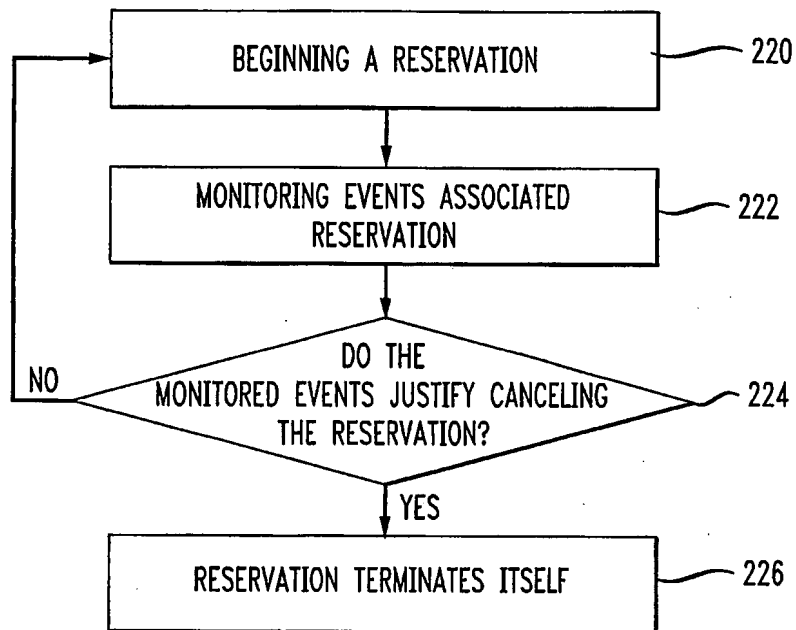 BEGINNING A RESERVATION
220
MONITORING EVENTS ASSOCIATED
RESERVATION
222
DO THE
MONITORED EVENTS JUSTIFY CANCELING
THE RESERVATION?
224
NO
YES
RESERVATION TERMINATES ITSELF
226